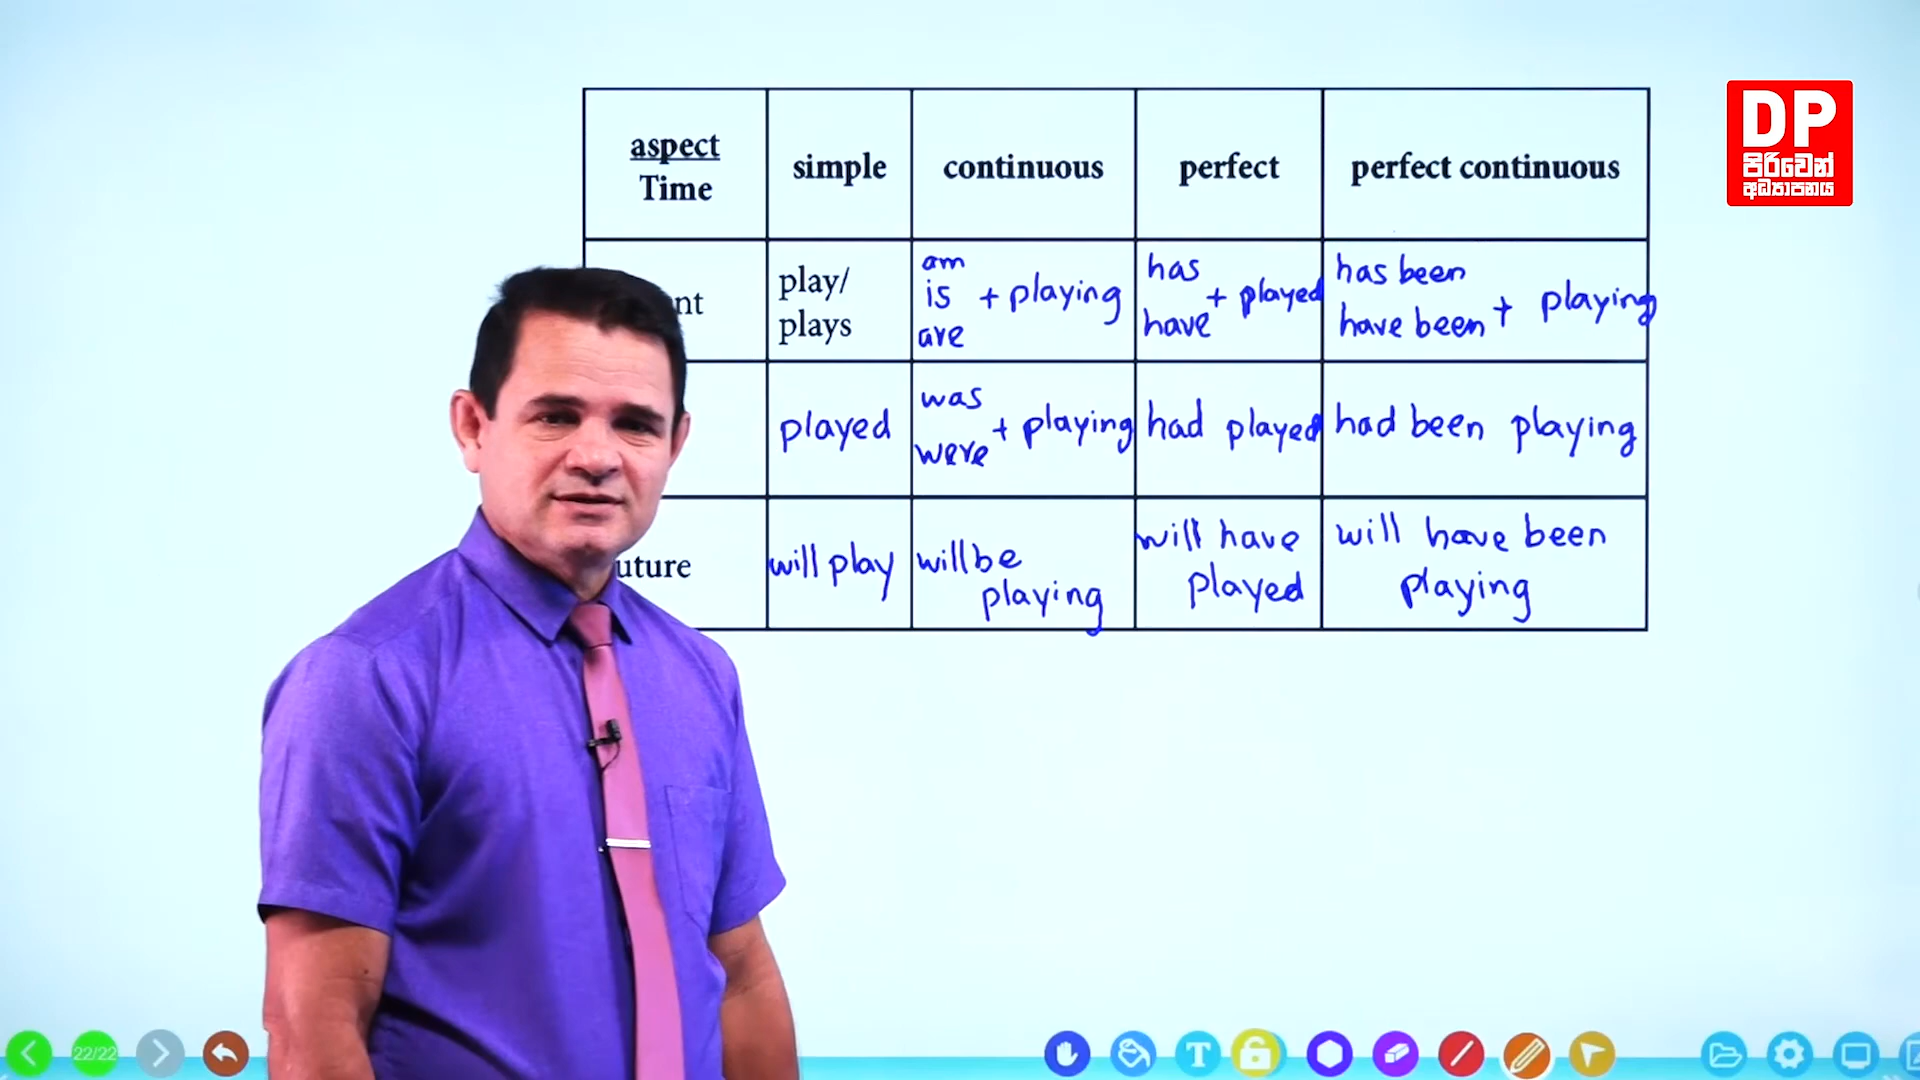 DP
පිරිවෙන්
අධ්‍යාපනය
aspect
Time
simple
continuous
perfect
perfect continuous
nt
play/
plays
am
is + playing
are
has
+ played
have
has been
have been + playing
played
was
+ playing
were
had played
had been playing
uture
will play
will be
playing
will have
played
will have been
playing
22/22
T